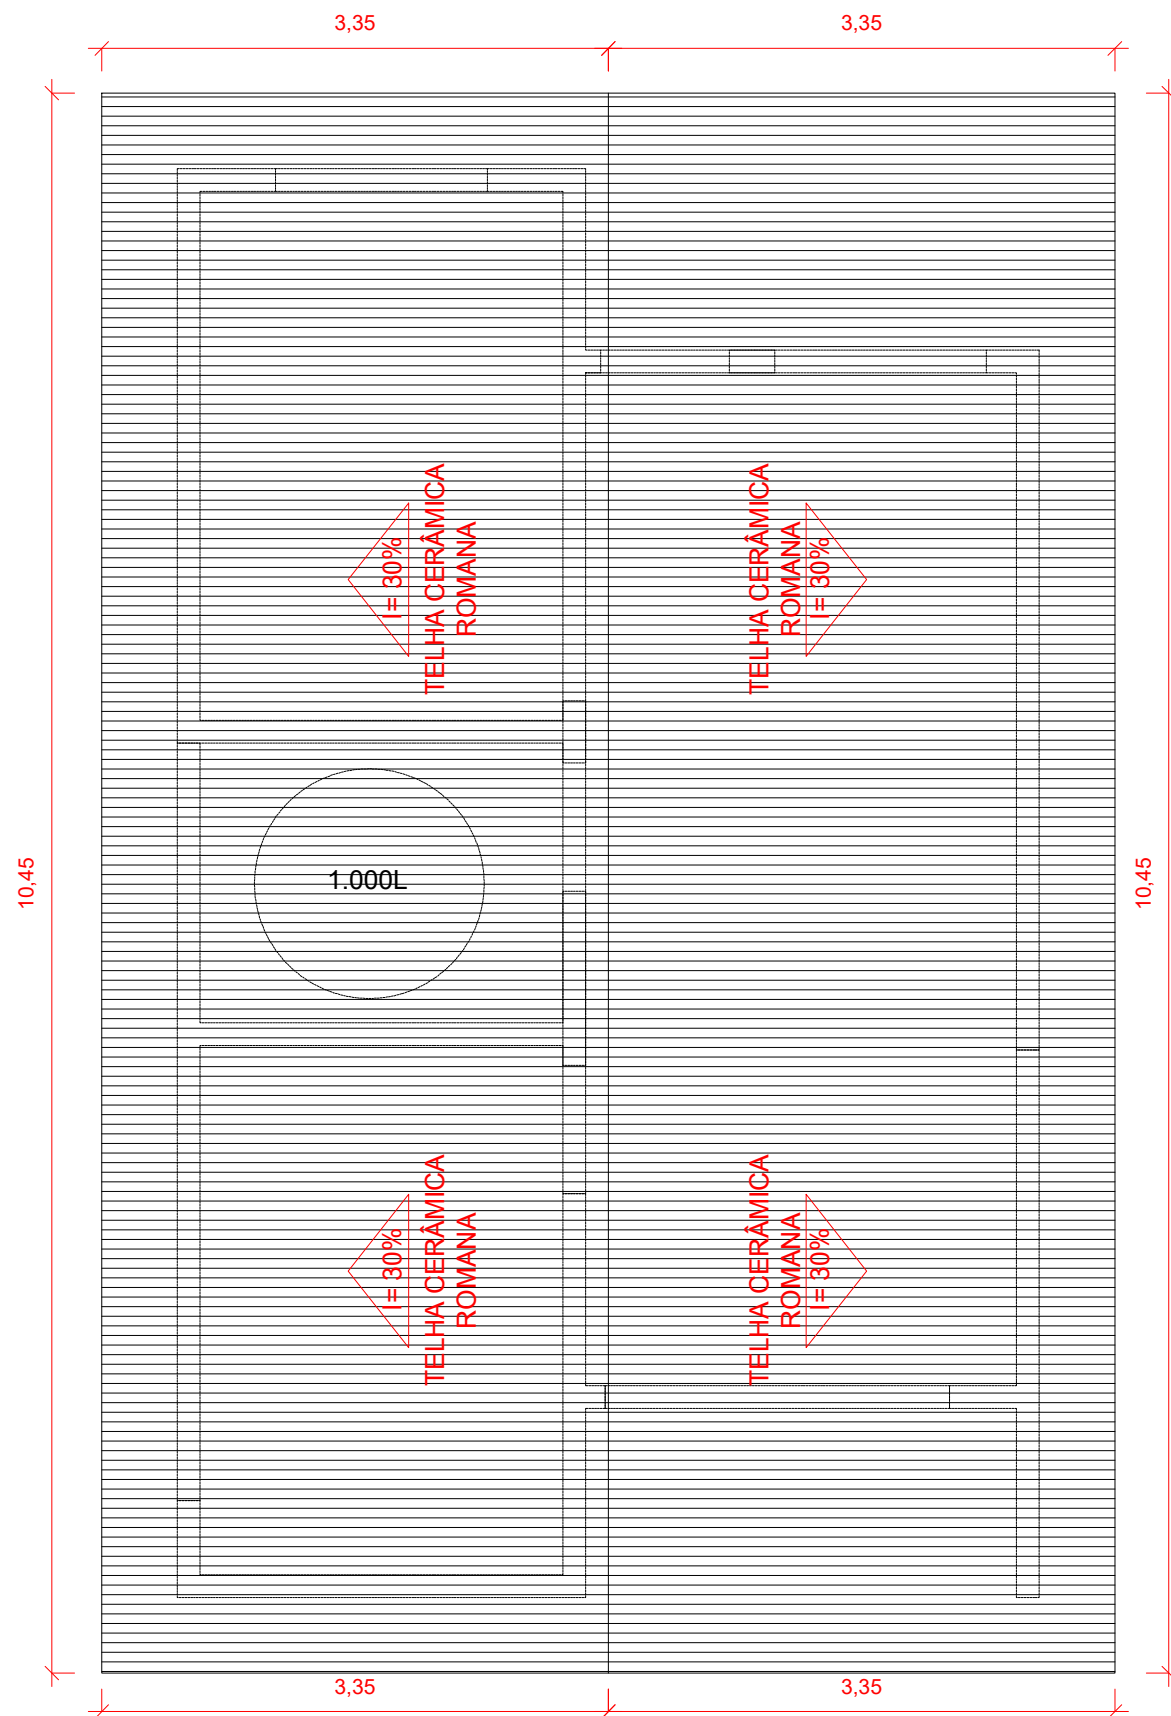 3,35
3,35
TELHA CERÂMICA
ROMANA
I= 30%
TELHA CERÂMICA
ROMANA
I= 30%
1.000L
10,45
10,45
TELHA CERÂMICA
ROMANA
I= 30%
TELHA CERÂMICA
ROMANA
I= 30%
3,35
3,35